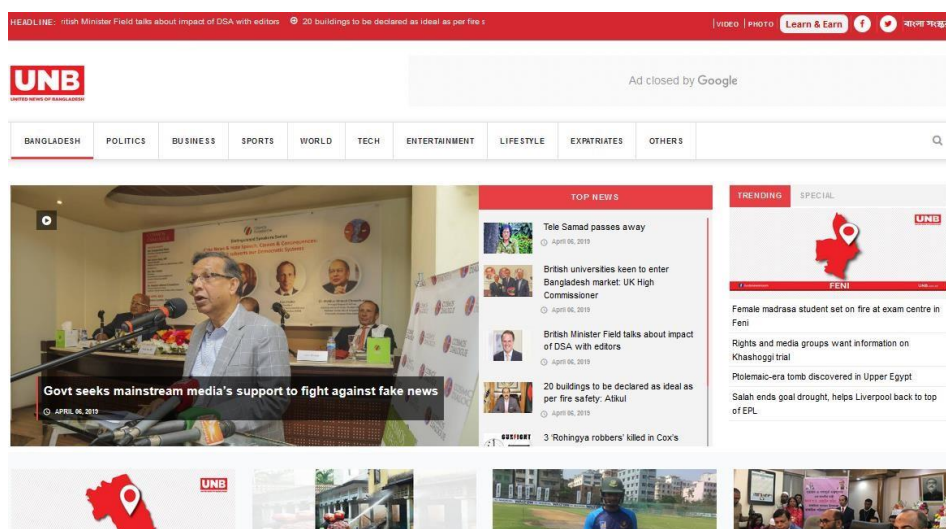 HEADLINE: ritish Minister Field talks about impact of DSA with editors 20 buildings to be declared as ideal as per fire s
VIDEO PHOTO Learn & Earn বাংলা সংস্ক
UNB
UNITED NEWS OF BANGLADESH
Ad closed by Google
BANGLADESH POLITICS BUSINESS SPORTS WORLD TECH ENTERTAINMENT LIFESTYLE EXPATRIATES OTHERS
Govt seeks mainstream media's support to fight against fake news
APRIL 06, 2019
COSMOS
DIALOGUE
TOP NEWS
Tele Samad passes away
April 06, 2019
British universities keen to enter
Bangladesh market: UK High
Commissioner
April 06, 2019
British Minister Field talks about impact
of DSA with editors
April 06, 2019
20 buildings to be declared as ideal as
per fire safety: Atikul
April 06, 2019
GUNFIGHT
3 'Rohingya robbers' killed in Cox's
TRENDING SPECIAL
UNB
FENI
Female madrasa student set on fire at exam centre in
Feni
Rights and media groups want information on
Khashoggi trial
Ptolemaic-era tomb discovered in Upper Egypt
Salah ends goal drought, helps Liverpool back to top
of EPL
UNB